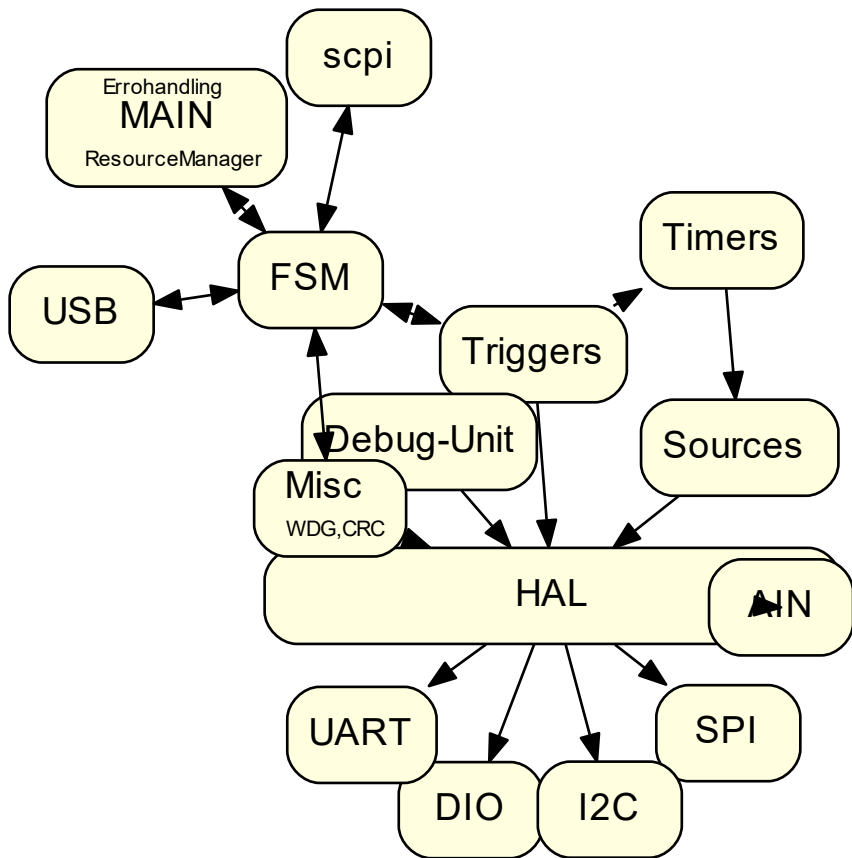 scpi
Errohandling
MAIN
ResourceManager
Timers
FSM
USB
Triggers
Debug-Unit
Sources
Misc
WDG,CRC
HAL
AIN
UART
SPI
DIO
I2C